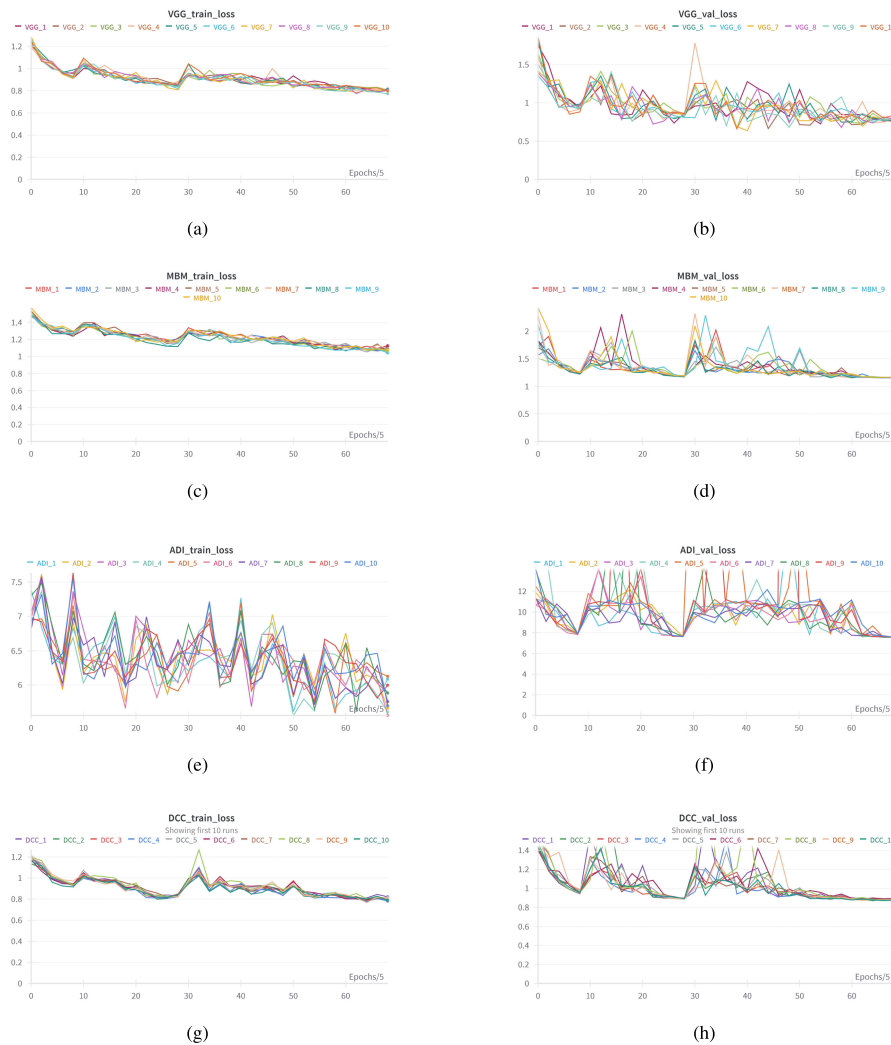 VGG_train_loss
VGG_1 VGG_2 VGG_3 VGG_4 VGG_5 VGG_6 VGG_7 VGG_8 VGG_9 VGG_10
1.2
1
0.8
0.6
0.4
0.2
0
Epochs/5
0 10 20 30 40 50 60
(a)
VGG_val_loss
VGG_1 VGG_2 VGG_3 VGG_4 VGG_5 VGG_6 VGG_7 VGG_8 VGG_9 VGG_1
1.5
1
0.5
0
Epochs/5
0 10 20 30 40 50 60
(b)
MBM_train_loss
MBM_1 MBM_2 MBM_3 MBM_4 MBM_5 MBM_6 MBM_7 MBM_8 MBM_9
MBM_10
1.4
1.2
1
0.8
0.6
0.4
0.2
0
Epochs/5
0 10 20 30 40 50 60
(c)
MBM_val_loss
MBM_1 MBM_2 MBM_3 MBM_4 MBM_5 MBM_6 MBM_7 MBM_8 MBM_9
MBM_10
2
1.5
1
0.5
0
Epochs/5
0 10 20 30 40 50 60
(d)
ADI_train_loss
ADI_1 ADI_2 ADI_3 ADI_4 ADI_5 ADI_6 ADI_7 ADI_8 ADI_9 ADI_10
7.5
7
6.5
6
Epochs/5
0 10 20 30 40 50 60
(e)
ADI_val_loss
ADI_1 ADI_2 ADI_3 ADI_4 ADI_5 ADI_6 ADI_7 ADI_8 ADI_9 ADI_10
12
10
8
6
4
2
0
Epochs/5
0 10 20 30 40 50 60
(f)
DCC_train_loss
Showing first 10 runs
DCC_1 DCC_2 DCC_3 DCC_4 DCC_5 DCC_6 DCC_7 DCC_8 DCC_9 DCC_10
1.2
1
0.8
0.6
0.4
0.2
0
Epochs/5
0 10 20 30 40 50 60
(g)
DCC_val_loss
Showing first 10 runs
DCC_1 DCC_2 DCC_3 DCC_4 DCC_5 DCC_6 DCC_7 DCC_8 DCC_9 DCC_1
1.4
1.2
1
0.8
0.6
0.4
0.2
0
Epochs/5
0 10 20 30 40 50 60
(h)